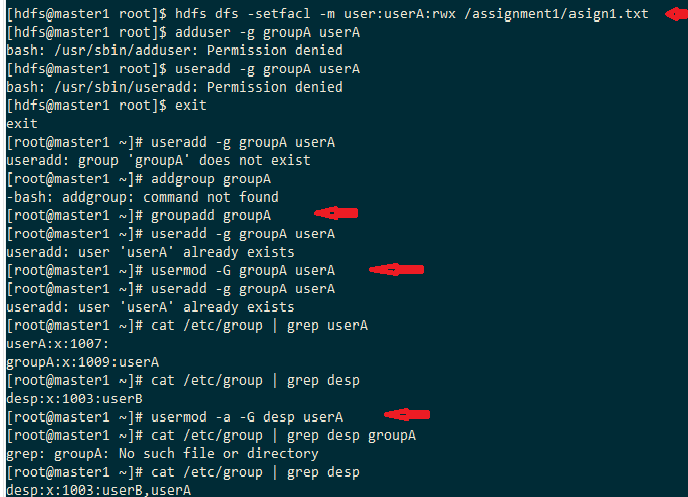 [hdfs@master1 root]$ hdfs dfs -setfacl -m user:userA:rwx /assignment1/asign1.txt
[hdfs@master1 root]$ adduser -g groupA userA
bash: /usr/sbin/adduser: Permission denied
[hdfs@master1 root]$ useradd -g groupA userA
bash: /usr/sbin/useradd: Permission denied
[hdfs@master1 root]$ exit
exit
[root@master1 ~]# useradd -g groupA userA
useradd: group 'groupA' does not exist
[root@master1 ~]# addgroup groupA
-bash: addgroup: command not found
[root@master1 ~]# groupadd groupA
[root@master1 ~]# useradd -g groupA userA
useradd: user 'userA' already exists
[root@master1 ~]# usermod -G groupA userA
[root@master1 ~]# useradd -g groupA userA
useradd: user 'userA' already exists
[root@master1 ~]# cat /etc/group | grep userA
userA:x:1007:
groupA:x:1009:userA
[root@master1 ~]# cat /etc/group | grep desp
desp:x:1003:userB
[root@master1 ~]# usermod -a -G desp userA
[root@master1 ~]# cat /etc/group | grep desp groupA
grep: groupA: No such file or directory
[root@master1 ~]# cat /etc/group | grep desp
desp:x:1003:userB,userA